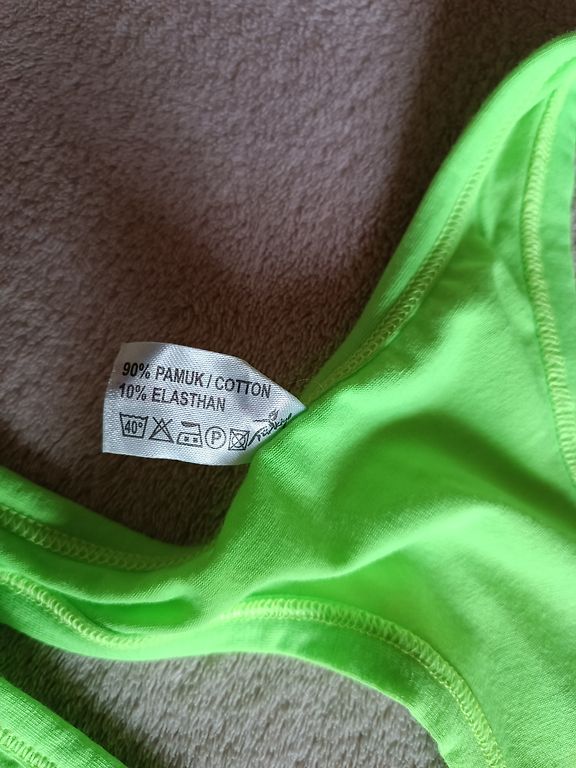 90% PAMUK / COTTON
10% ELASTHAN
40° P